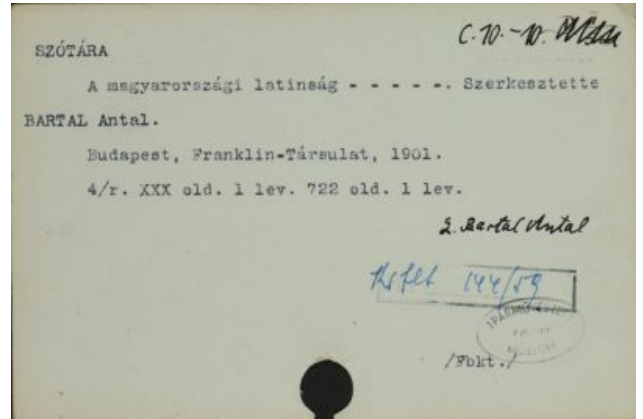 C.10.-10.
SZÓTÁRA
A magyarországi latinság - - - - -. Szerkesztette
BARTAL Antal.
Budapest, Franklin-Társulat, 1901.
4/r. XXX old. 1 lev. 722 old. 1 lev.
2. Bartal Antal
144/59
/Fbkt./